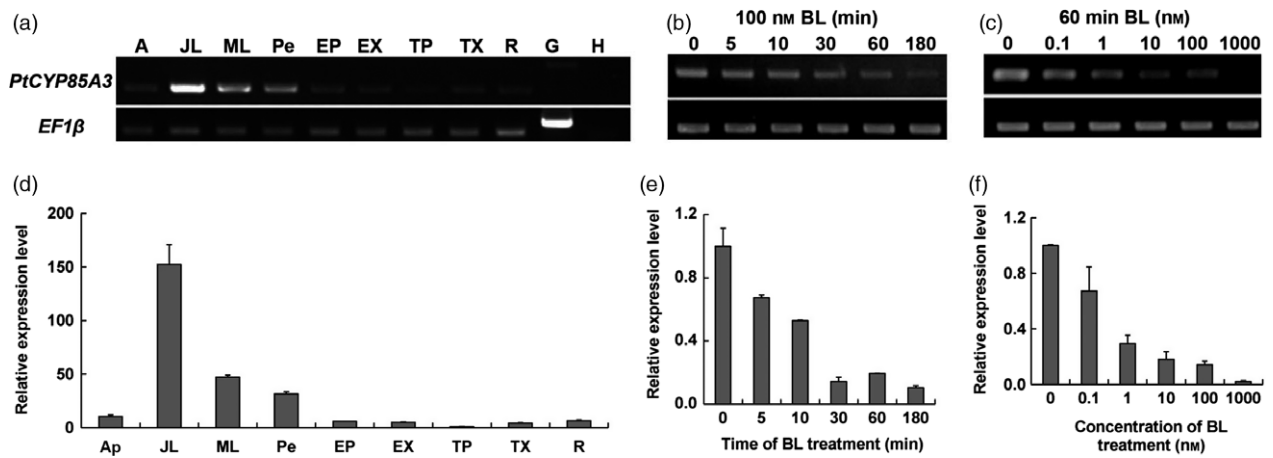 (a)
A JL ML Pe EP EX TP TX R G H
PtCYP85A3
EF1β
(b)
100 nM BL (min)
0 5 10 30 60 180
(c)
60 min BL (nM)
0 0.1 1 10 100 1000
(d)
Relative expression level
200
150
100
50
0
Ap JL ML Pe EP EX TP TX R
(e)
Relative expression level
1.2
0.8
0.4
0.0
0 5 10 30 60 180
Time of BL treatment (min)
(f)
Relative expression level
1.2
0.8
0.4
0.0
0 0.1 1 10 100 1000
Concentration of BL
treatment (nM)